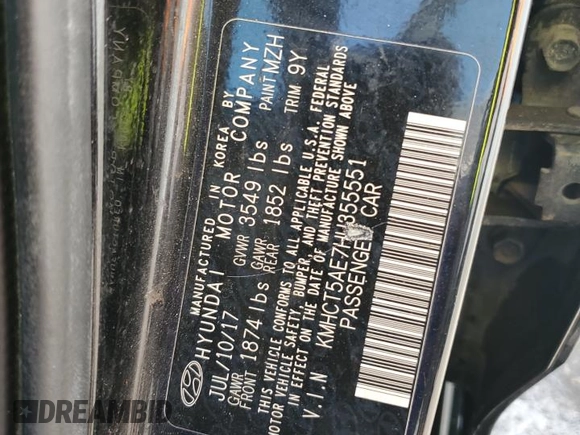 MANUFACTURED IN KOREA BY
HYUNDAI MOTOR COMPANY
JUL/10/17 GVWR 3549 lbs PAINT MZH
GAWR FRONT 1874 lbs GAWR REAR 1852 lbs TRIM 9Y
THIS VEHICLE CONFORMS TO ALL APPLICABLE U.S.A. FEDERAL
MOTOR VEHICLE SAFETY, BUMPER, AND THEFT PREVENTION STANDARDS
IN EFFECT ON THE DATE OF MANUFACTURE SHOWN ABOVE
V.I.N KMHCT5AE7HU355551
PASSENGER CAR
DREAMBID